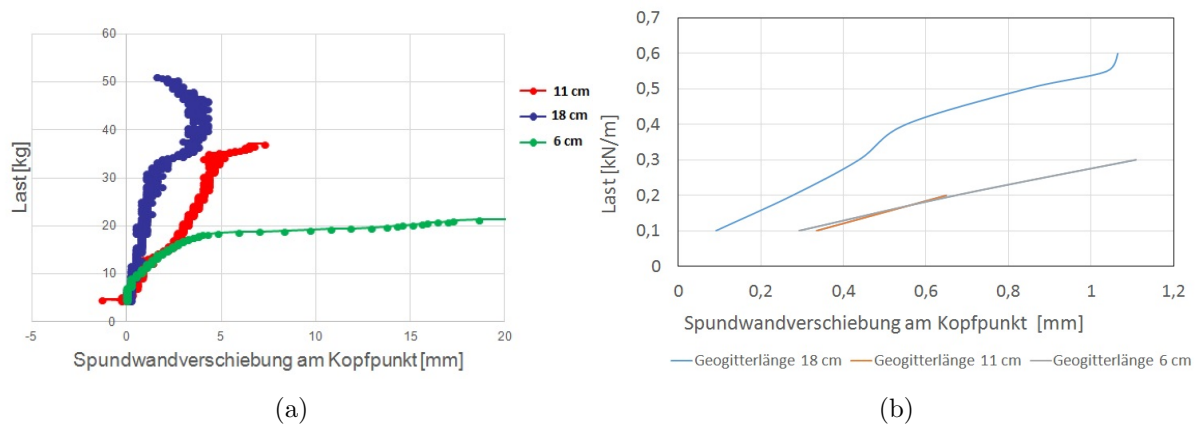 60
50
40
30
20
10
0
-5 0 5 10 15 20
Last [kg]
Spundwandverschiebung am Kopfpunkt [mm]
11 cm
18 cm
6 cm
(a)
0,7
0,6
0,5
0,4
0,3
0,2
0,1
0
0 0,2 0,4 0,6 0,8 1 1,2
Last [kN/m]
Spundwandverschiebung am Kopfpunkt [mm]
Geogitterlänge 18 cm Geogitterlänge 11 cm Geogitterlänge 6 cm
(b)